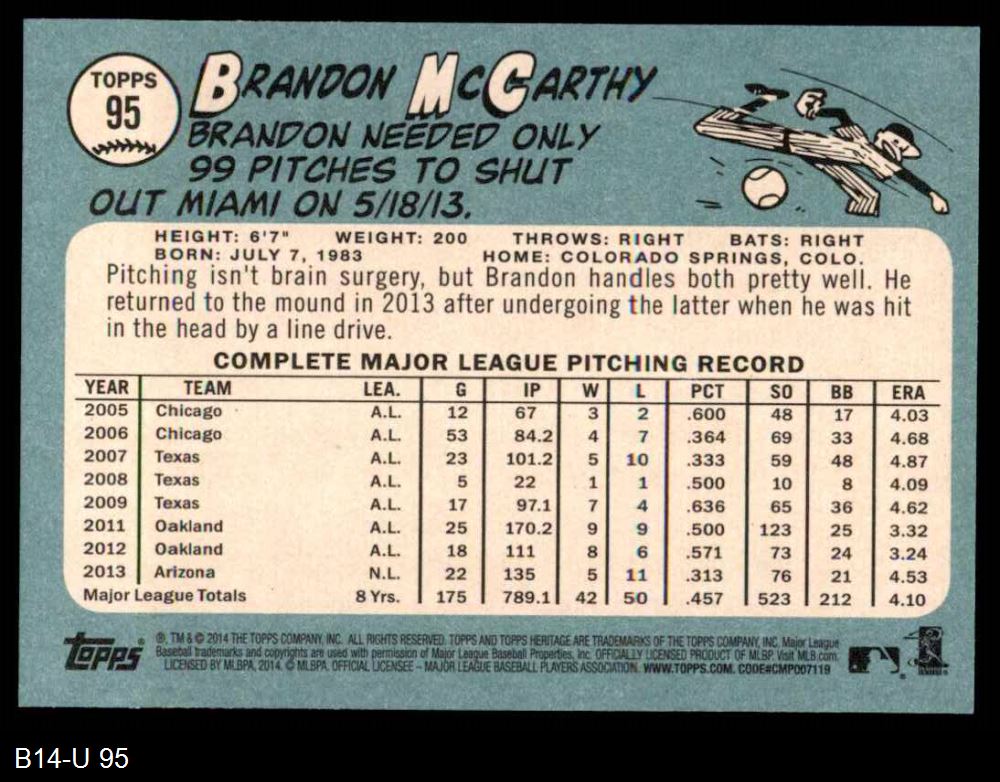 TOPPS
95
BRANDON McCARTHY
BRANDON NEEDED ONLY
99 PITCHES TO SHUT
OUT MIAMI ON 5/18/13.
HEIGHT: 6'7" WEIGHT: 200 THROWS: RIGHT BATS: RIGHT
BORN: JULY 7, 1983 HOME: COLORADO SPRINGS, COLO.
Pitching isn't brain surgery, but Brandon handles both pretty well. He
returned to the mound in 2013 after undergoing the latter when he was hit
in the head by a line drive.
COMPLETE MAJOR LEAGUE PITCHING RECORD
YEAR TEAM LEA. G IP W L PCT SO BB ERA
2005 Chicago A.L. 12 67 3 2 .600 48 17 4.03
2006 Chicago A.L. 53 84.2 4 7 .364 69 33 4.68
2007 Texas A.L. 23 101.2 5 10 .333 59 48 4.87
2008 Texas A.L. 5 22 1 1 .500 10 8 4.09
2009 Texas A.L. 17 97.1 7 4 .636 65 36 4.62
2011 Oakland A.L. 25 170.2 9 9 .500 123 25 3.32
2012 Oakland A.L. 18 111 8 6 .571 73 24 3.24
2013 Arizona N.L. 22 135 5 11 .313 76 21 4.53
Major League Totals 8 Yrs. 175 789.1 42 50 .457 523 212 4.10
TOPPS
®, TM & © 2014 THE TOPPS COMPANY, INC. ALL RIGHTS RESERVED. TOPPS AND TOPPS HERITAGE ARE TRADEMARKS OF THE TOPPS COMPANY, INC. Major League
Baseball trademarks and copyrights are used with permission of Major League Baseball Properties, Inc. OFFICIALLY LICENSED PRODUCT OF MLBP. Visit MLB.com.
LICENSED BY MLBPA, 2014. © MLBPA, OFFICIAL LICENSEE – MAJOR LEAGUE BASEBALL PLAYERS ASSOCIATION. WWW.TOPPS.COM. CODE#CMP007119
B14-U 95